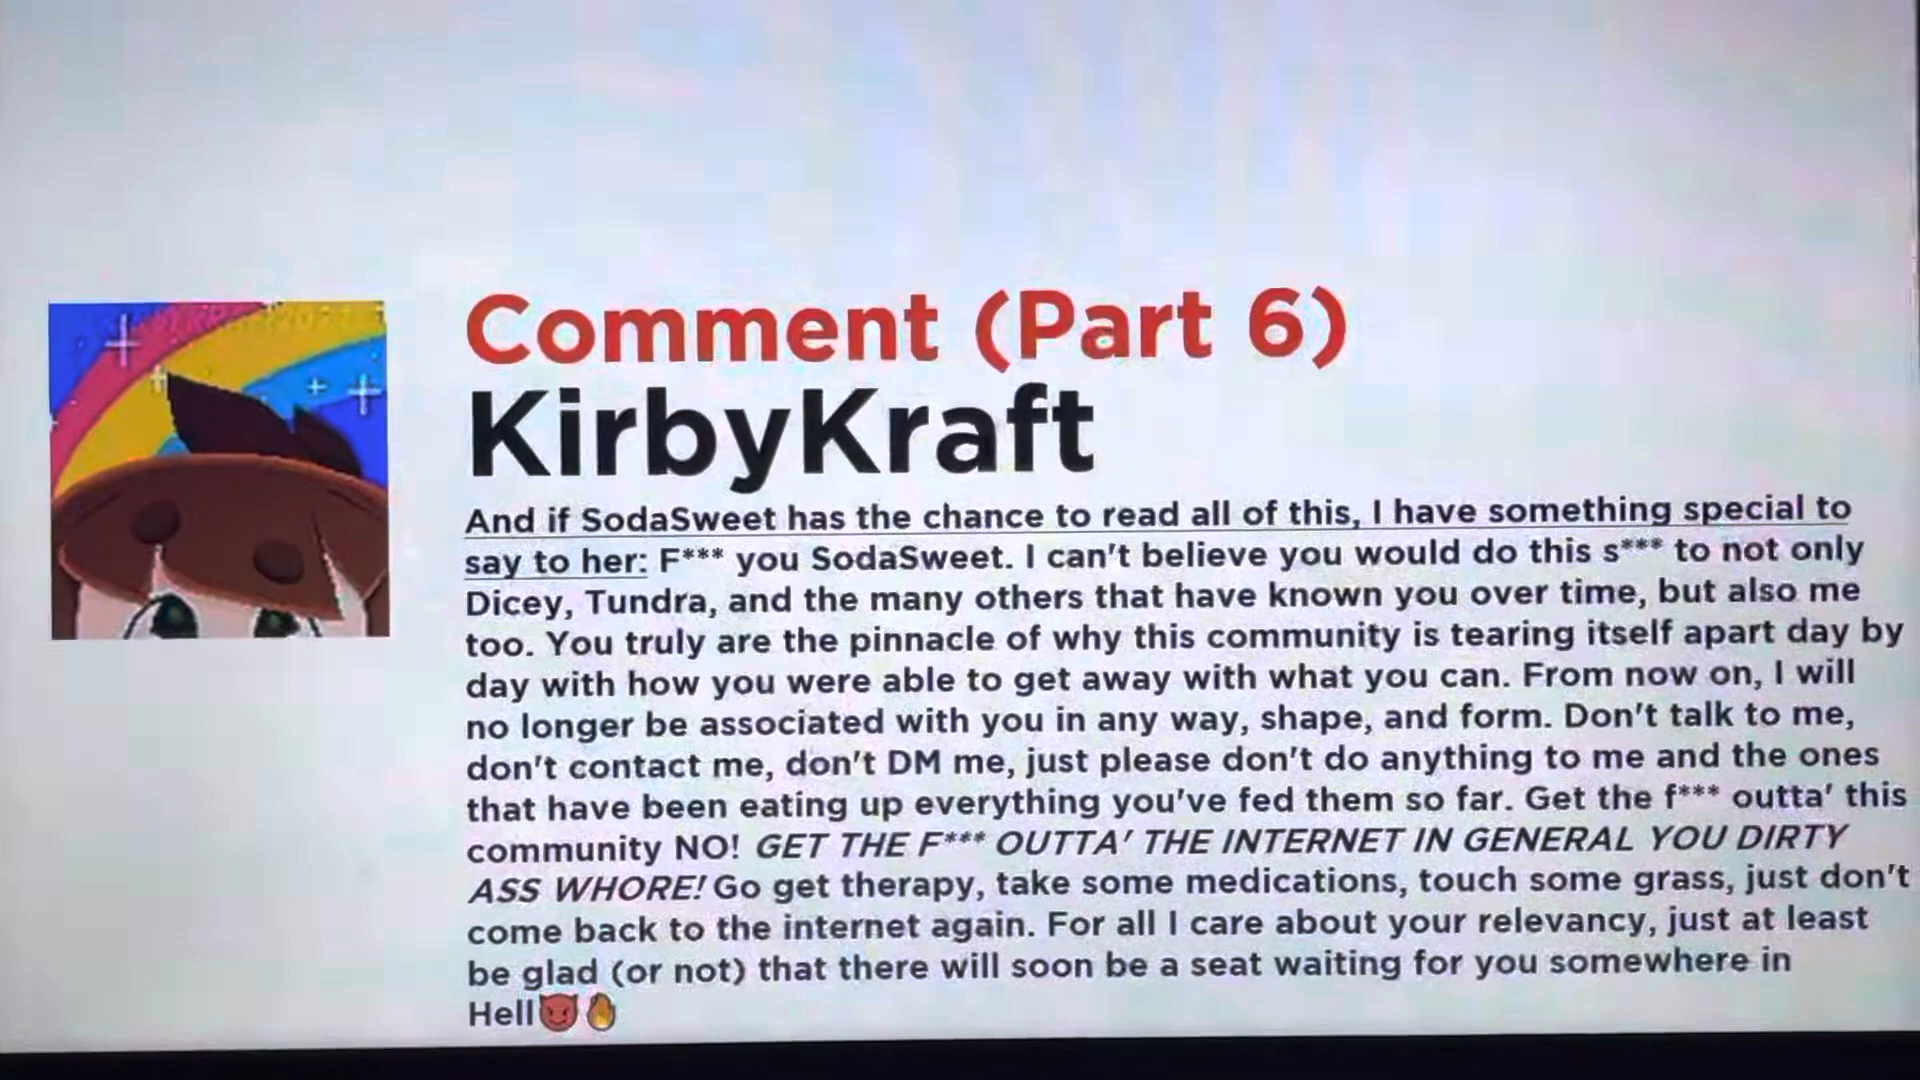 Comment (Part 6)
KirbyKraft
And if SodaSweet has the chance to read all of this, I have something special to
say to her: F*** you SodaSweet. I can't believe you would do this s*** to not only
Dicey, Tundra, and the many others that have known you over time, but also me
too. You truly are the pinnacle of why this community is tearing itself apart day by
day with how you were able to get away with what you can. From now on, I will
no longer be associated with you in any way, shape, and form. Don't talk to me,
don't contact me, don't DM me, just please don't do anything to me and the ones
that have been eating up everything you've fed them so far. Get the f*** outta' this
community NO! GET THE F*** OUTTA' THE INTERNET IN GENERAL YOU DIRTY
ASS WHORE! Go get therapy, take some medications, touch some grass, just don't
come back to the internet again. For all I care about your relevancy, just at least
be glad (or not) that there will soon be a seat waiting for you somewhere in
Hell😈🔥